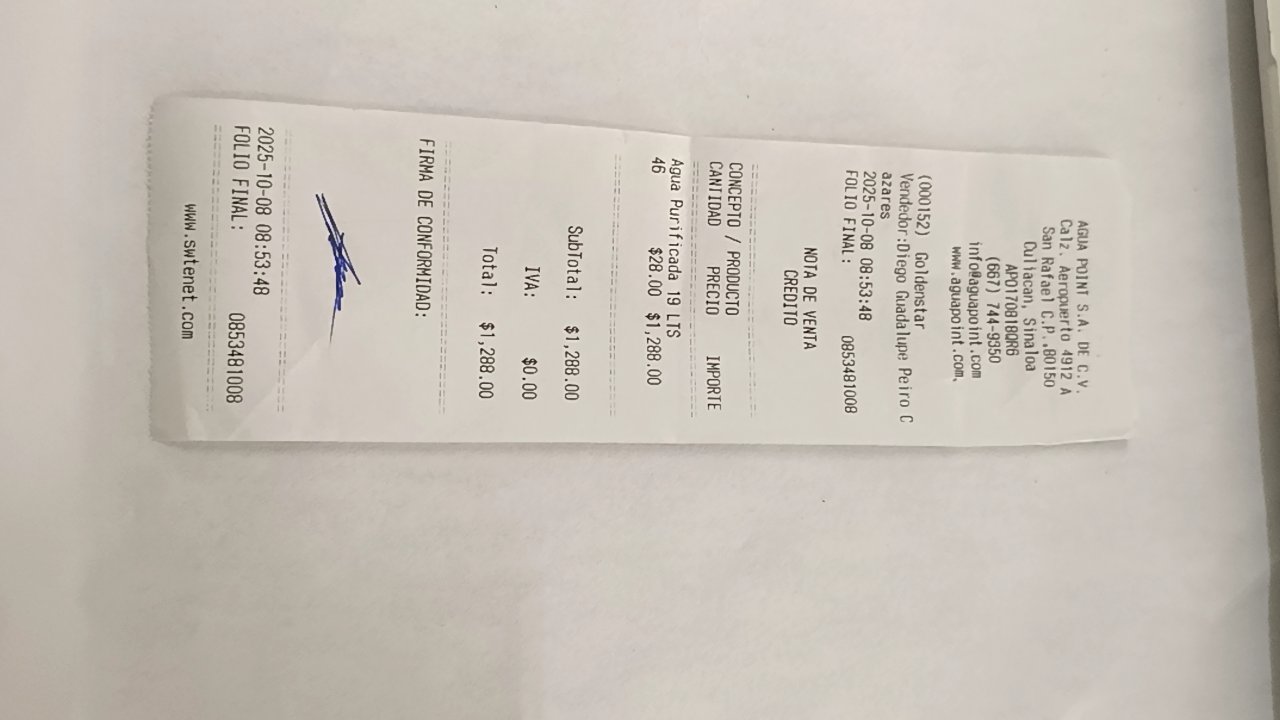 AGUA POINT S.A. DE C.V.
Calz. Aeropuerto 4912 A
San Rafael C.P.,80150
Culiacan, Sinaloa
APO170818QR6
(667) 744-9350
info@aguapoint.com
www.aguapoint.com,
(000152) Goldenstar
Vendedor:Diego Guadalupe Peiro C
azares
2025-10-08 08:53:48
FOLIO FINAL: 0853481008
NOTA DE VENTA
CREDITO
CONCEPTO / PRODUCTO
CANTIDAD PRECIO IMPORTE
Agua Purificada 19 LTS
46 $28.00 $1,288.00
SubTotal: $1,288.00
IVA: $0.00
Total: $1,288.00
FIRMA DE CONFORMIDAD:
2025-10-08 08:53:48
FOLIO FINAL: 0853481008
www.swtenet.com